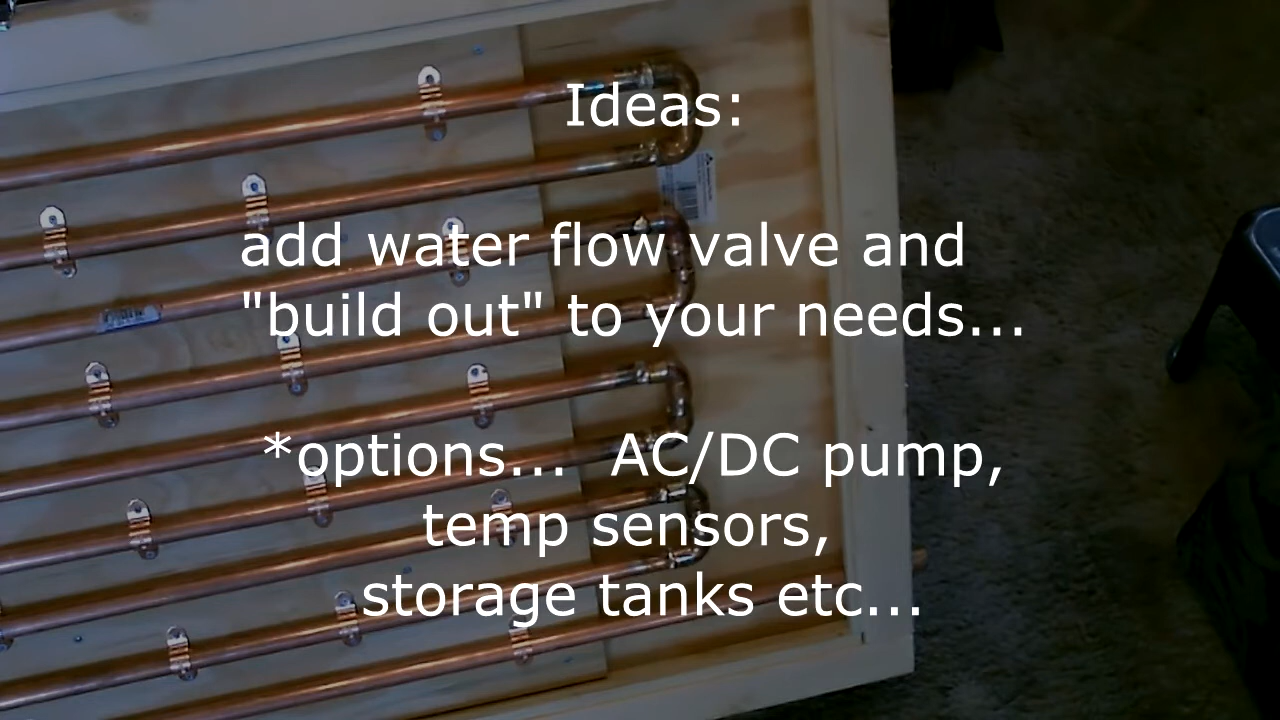 Ideas:
add water flow valve and
"build out" to your needs...
*options...  AC/DC pump,
temp sensors,
storage tanks etc...